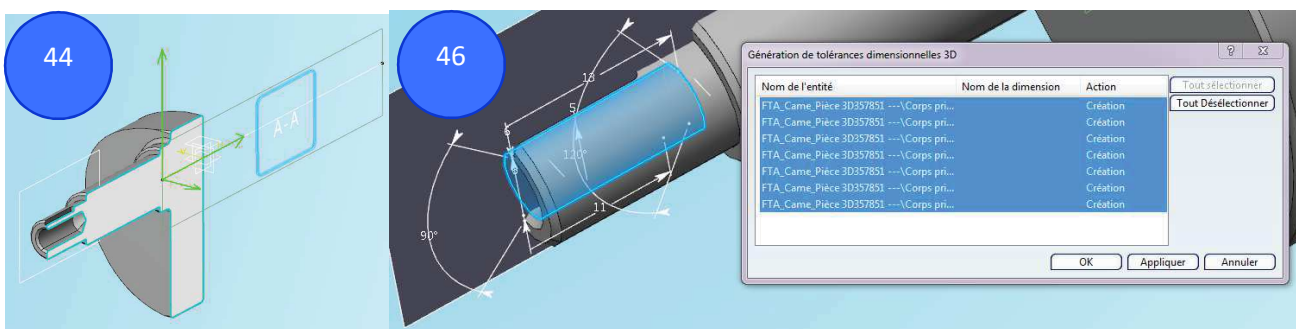 44
A-A
46
13
5
6
120°
11
90°
Génération de tolérances dimensionnelles 3D
Nom de l'entité Nom de la dimension Action
FTA_Came_Pièce 3D357851 ---\Corps pri... Création
FTA_Came_Pièce 3D357851 ---\Corps pri... Création
FTA_Came_Pièce 3D357851 ---\Corps pri... Création
FTA_Came_Pièce 3D357851 ---\Corps pri... Création
FTA_Came_Pièce 3D357851 ---\Corps pri... Création
FTA_Came_Pièce 3D357851 ---\Corps pri... Création
FTA_Came_Pièce 3D357851 ---\Corps pri... Création
Tout sélectionner
Tout Désélectionner
OK Appliquer Annuler